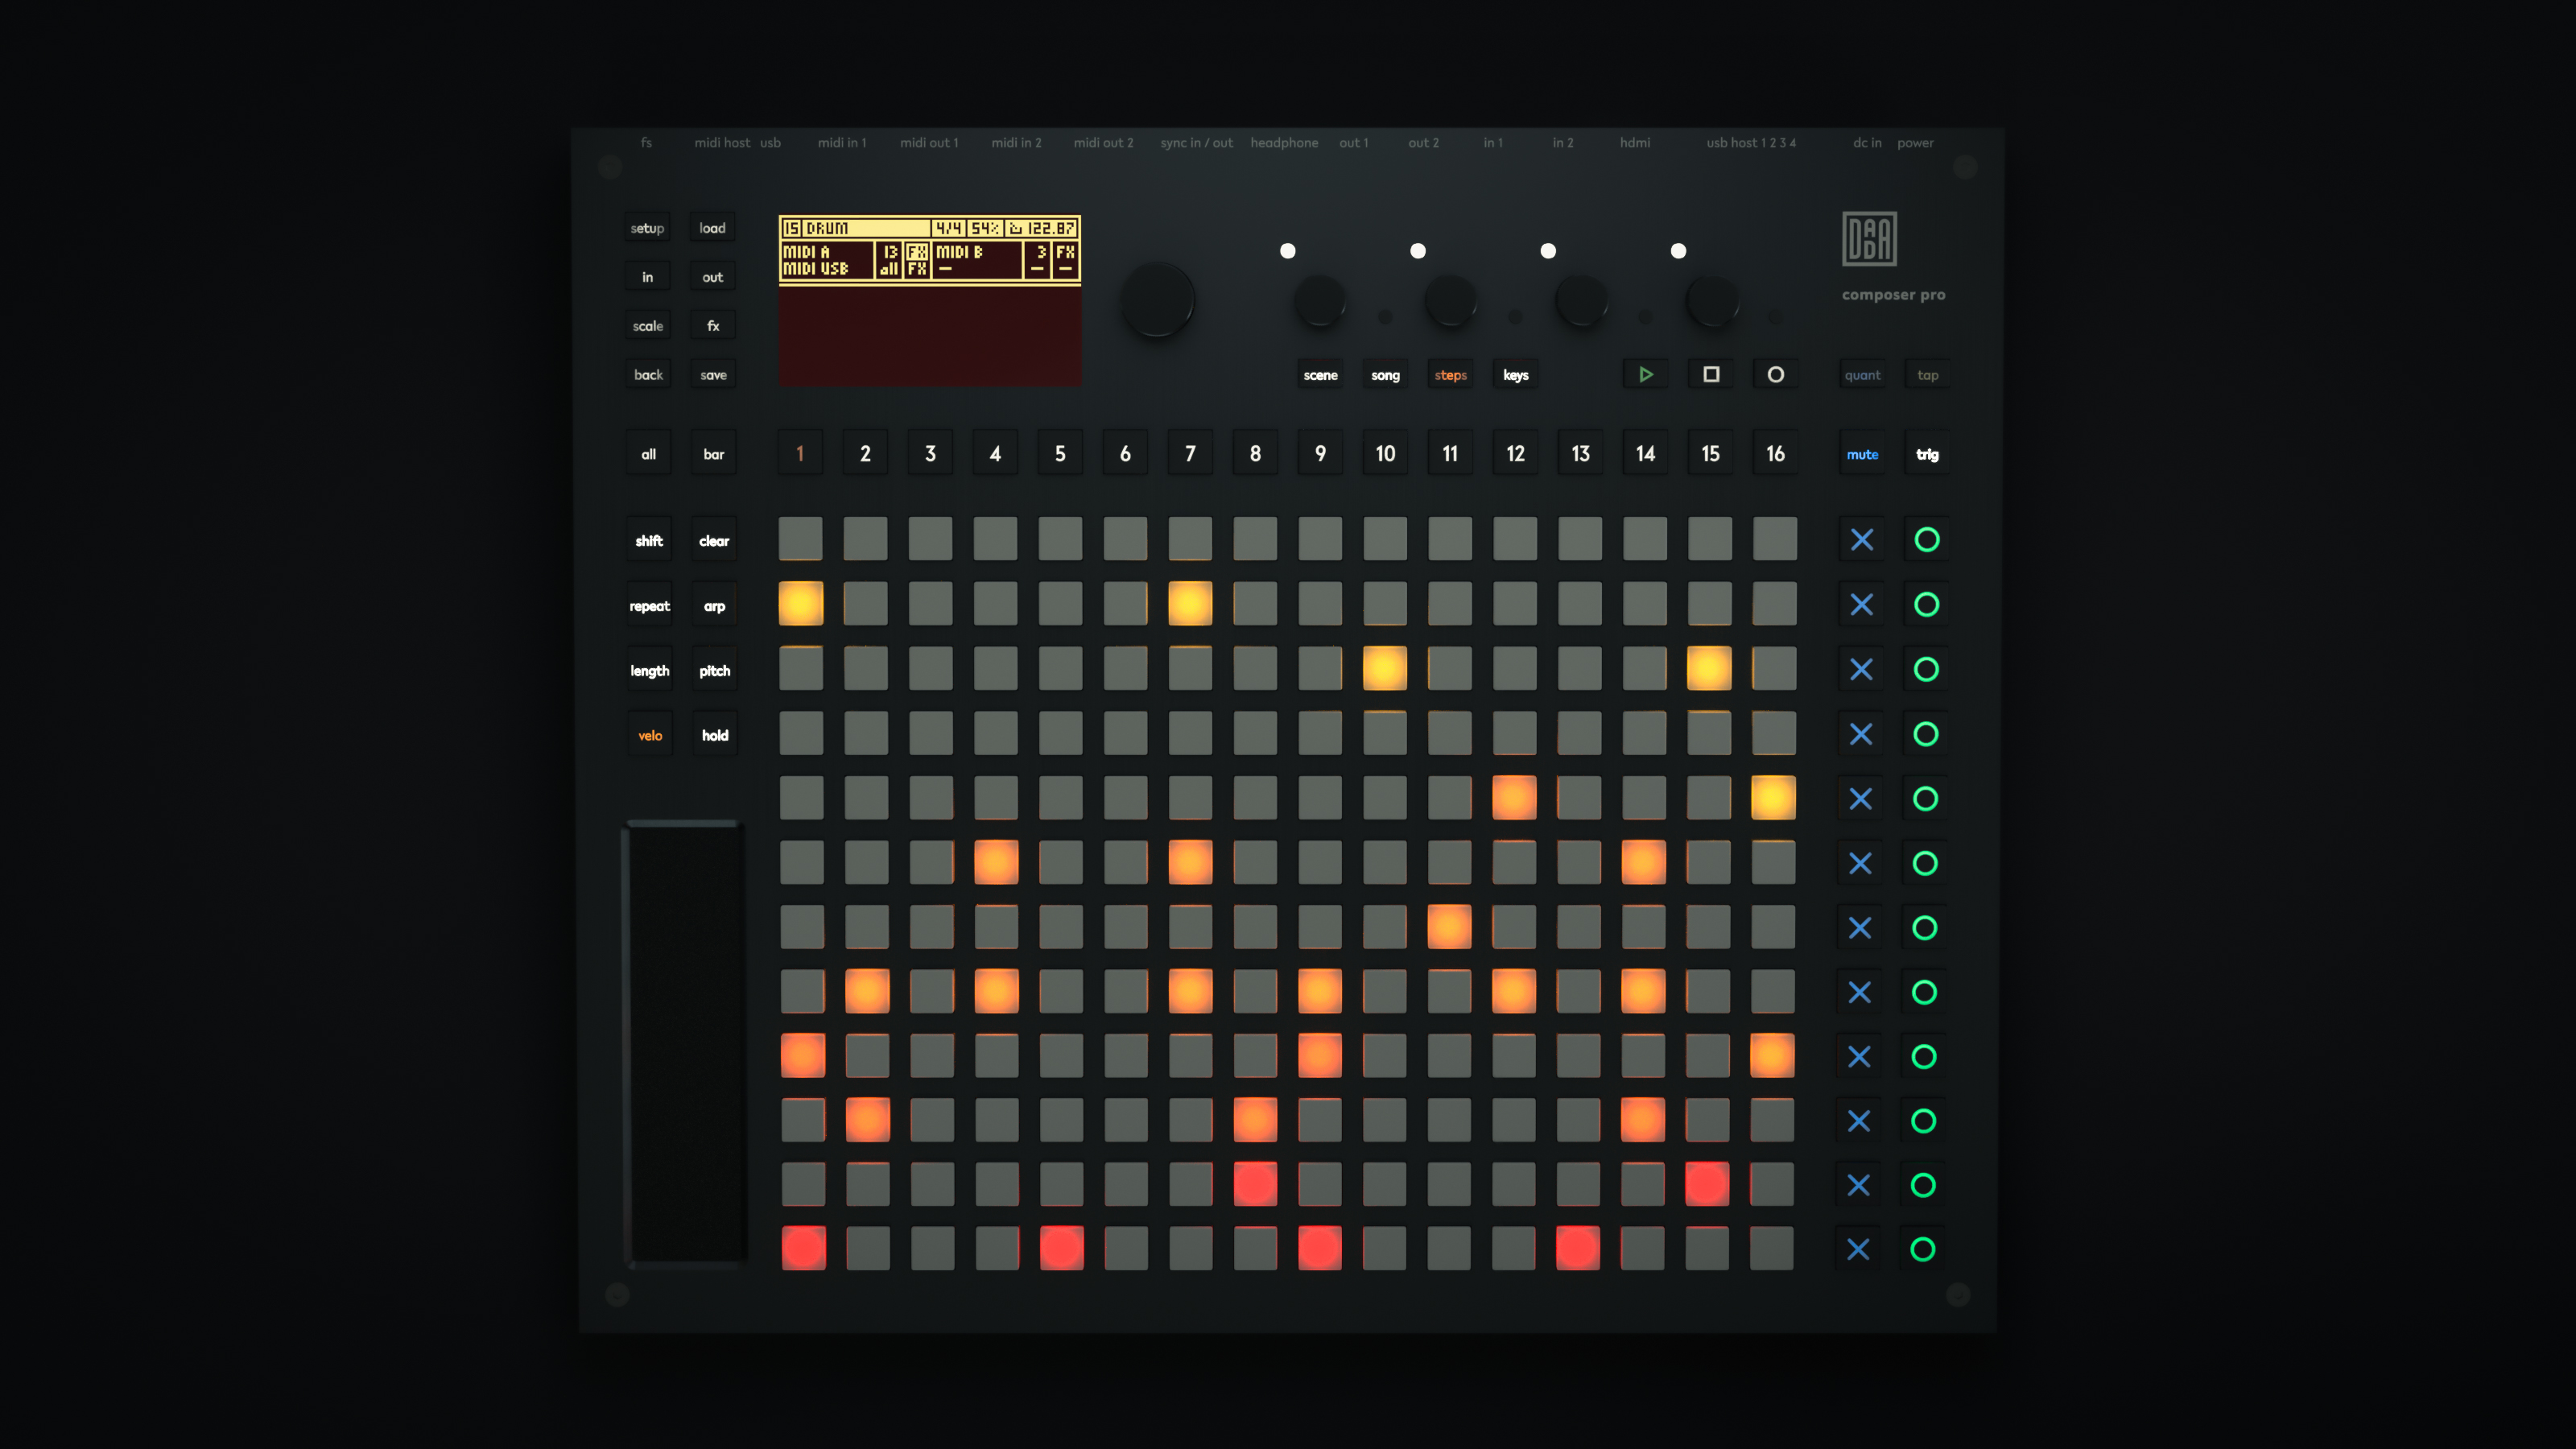 fs midi host usb midi in 1 midi out 1 midi in 2 midi out 2 sync in / out headphone out 1 out 2 in 1 in 2 hdmi usb host 1 2 3 4 dc in power
setup load
in out
scale fx
back save
15 DRUM 4/4 54% 122.87
MIDI A 13 FX MIDI B 3 FX
MIDI USB all FX — — —
DADA
composer pro
scene song steps keys quant tap
all bar 1 2 3 4 5 6 7 8 9 10 11 12 13 14 15 16 mute trig
shift clear
repeat arp
length pitch
velo hold